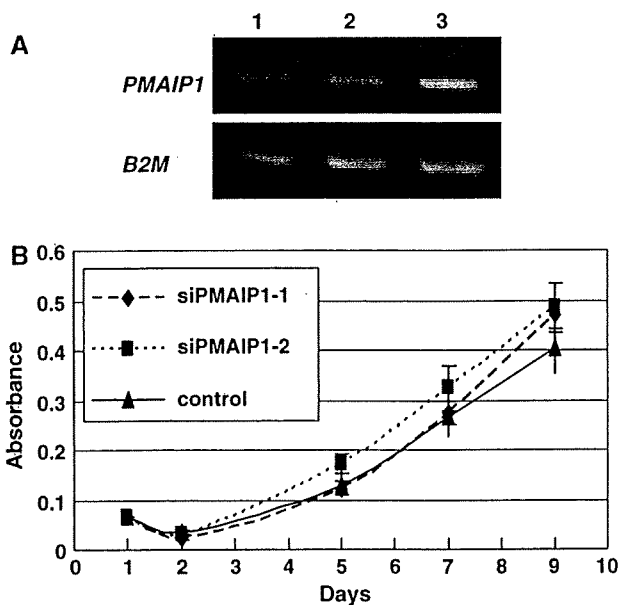 1 2 3
A
PMAIP1
B2M
B
0.6
0.5
0.4
0.3
0.2
0.1
0
siPMAIP1-1
siPMAIP1-2
control
Absorbance
0 1 2 3 4 5 6 7 8 9 10
Days